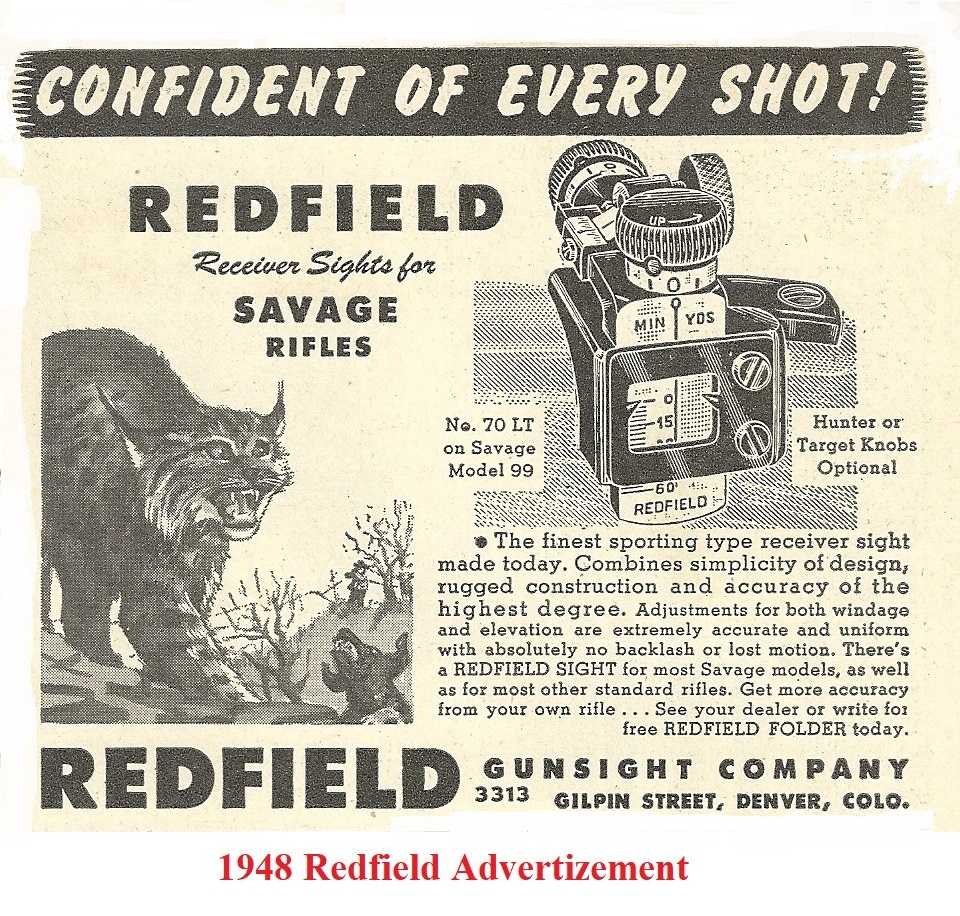 CONFIDENT OF EVERY SHOT!
REDFIELD
Receiver Sights for
SAVAGE
RIFLES
UP
0
0
MIN YDS
0
15
60
REDFIELD
No. 70 LT
on Savage
Model 99
Hunter or
Target Knobs
Optional
• The finest sporting type receiver sight
made today. Combines simplicity of design,
rugged construction and accuracy of the
highest degree. Adjustments for both windage
and elevation are extremely accurate and uniform
with absolutely no backlash or lost motion. There's
a REDFIELD SIGHT for most Savage models, as well
as for most other standard rifles. Get more accuracy
from your own rifle . . . See your dealer or write for
free REDFIELD FOLDER today.
REDFIELD GUNSIGHT COMPANY
3313 GILPIN STREET, DENVER, COLO.
1948 Redfield Advertizement